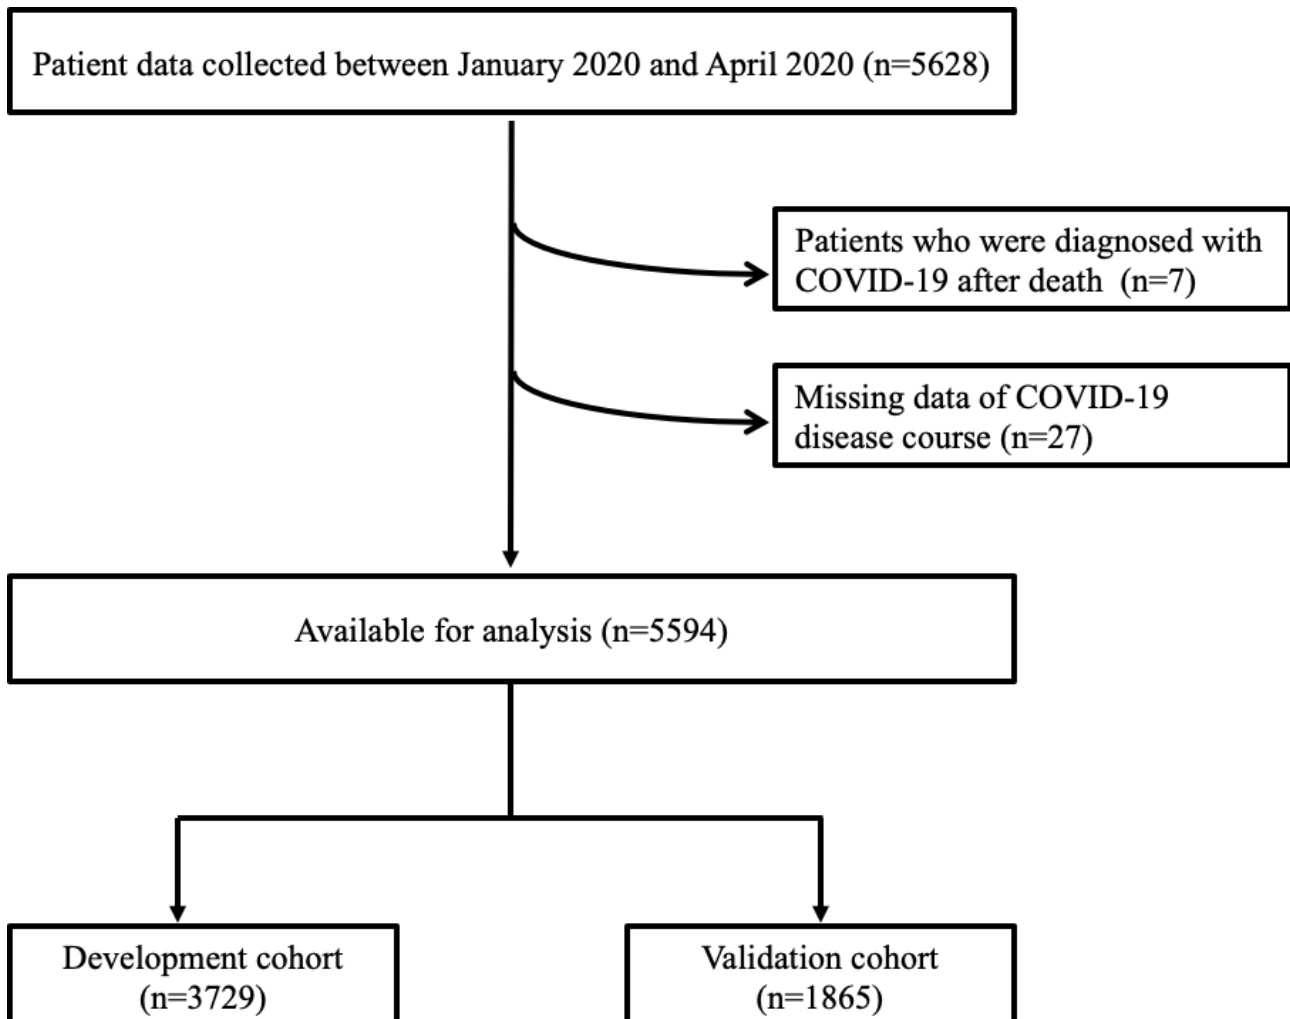 Patient data collected between January 2020 and April 2020 (n=5628)
Patients who were diagnosed with
COVID-19 after death  (n=7)
Missing data of COVID-19
disease course (n=27)
Available for analysis (n=5594)
Development cohort
(n=3729)
Validation cohort
(n=1865)